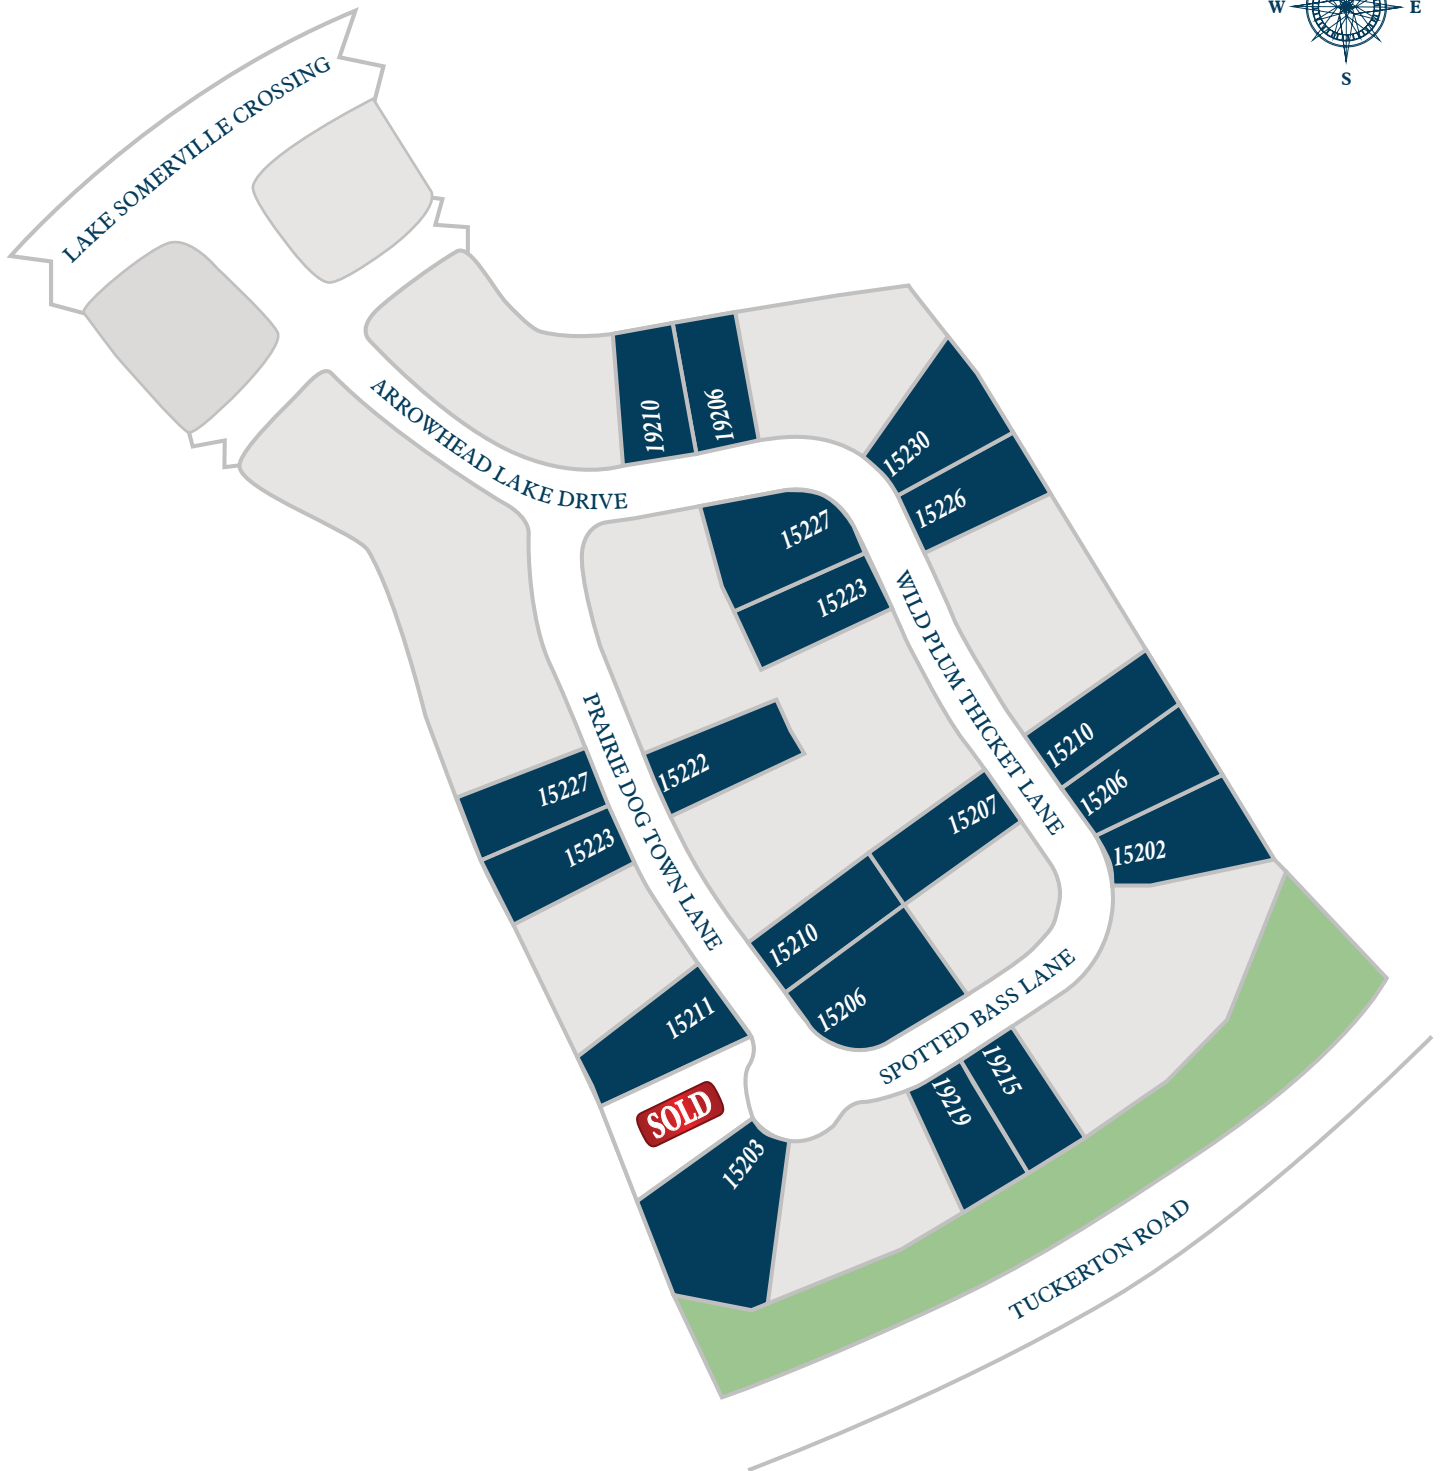 W
E
S
LAKE SOMERVILLE CROSSING
ARROWHEAD LAKE DRIVE
19210
19206
15230
15226
15227
15223
WILD PLUM THICKET LANE
PRAIRIE DOG TOWN LANE
15222
15227
15223
15210
15206
15202
15207
15210
15206
15211
SPOTTED BASS LANE
19215
19219
SOLD
15203
TUCKERTON ROAD